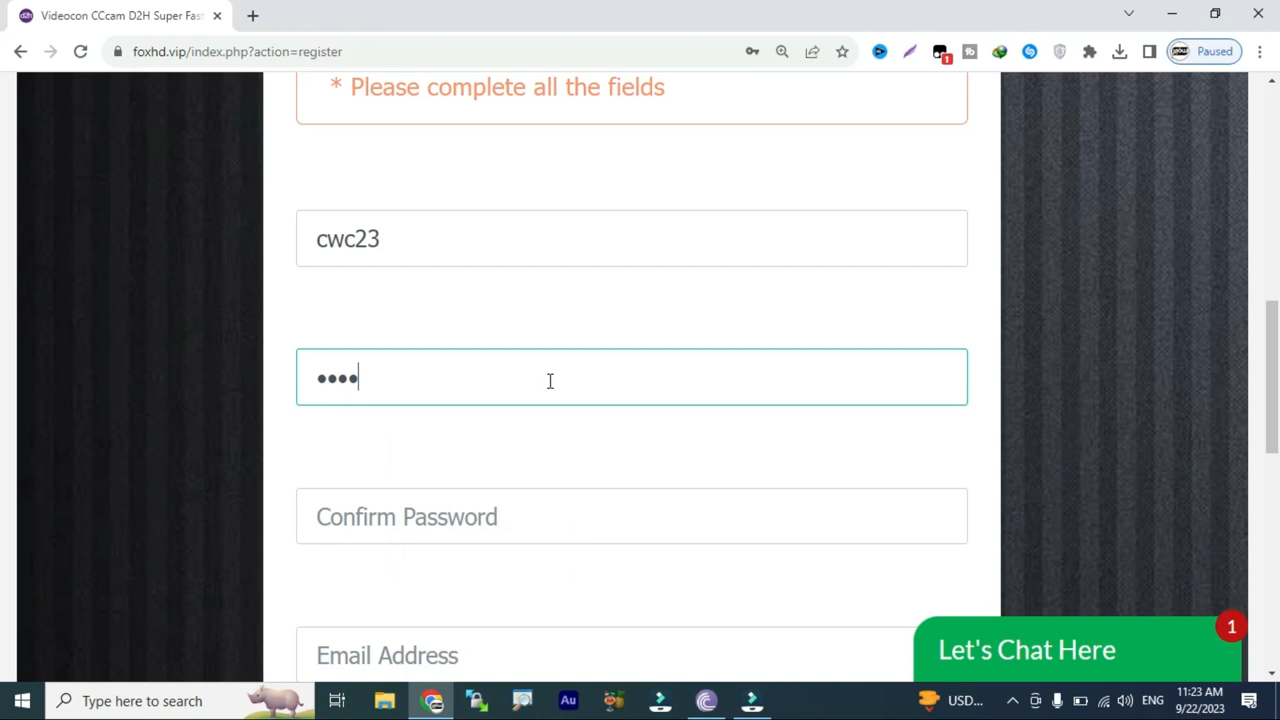 Videocon CCcam D2H Super Fast
foxhd.vip/index.php?action=register
1
Paused
* Please complete all the fields
cwc23
••••
Confirm Password
Email Address
Let's Chat Here
1
Type here to search
Au
USD...
ENG
11:23 AM
9/22/2023